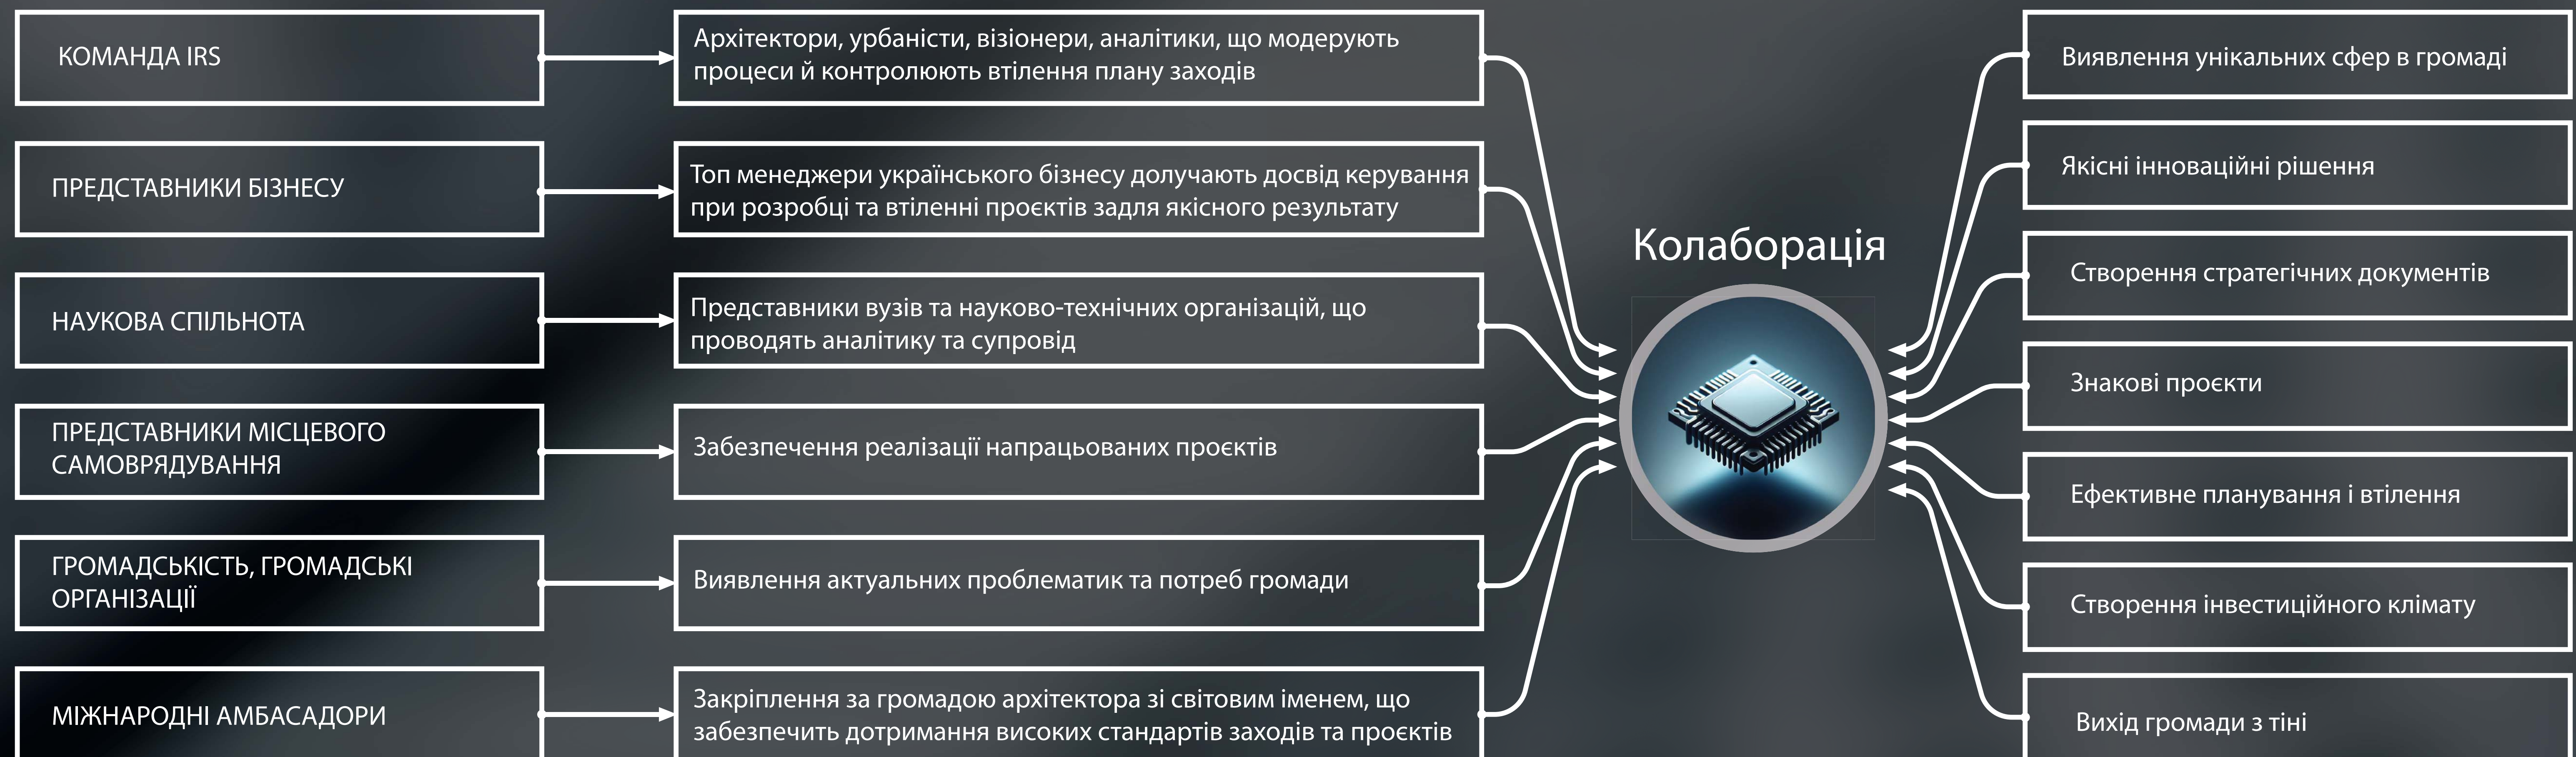 КОМАНДА IRS
Архітектори, урбаністи, візіонери, аналітики, що модерують
процеси й контролюють втілення плану заходів
ПРЕДСТАВНИКИ БІЗНЕСУ
Топ менеджери українського бізнесу долучають досвід керування
при розробці та втіленні проєктів задля якісного результату
НАУКОВА СПІЛЬНОТА
Представники вузів та науково-технічних організацій, що
проводять аналітику та супровід
ПРЕДСТАВНИКИ МІСЦЕВОГО
САМОВРЯДУВАННЯ
Забезпечення реалізації напрацьованих проєктів
ГРОМАДСЬКІСТЬ, ГРОМАДСЬКІ
ОРГАНІЗАЦІЇ
Виявлення актуальних проблематик та потреб громади
МІЖНАРОДНІ АМБАСАДОРИ
Закріплення за громадою архітектора зі світовим іменем, що
забезпечить дотримання високих стандартів заходів та проєктів
Колаборація
Виявлення унікальних сфер в громаді
Якісні інноваційні рішення
Створення стратегічних документів
Знакові проєкти
Ефективне планування і втілення
Створення інвестиційного клімату
Вихід громади з тіні